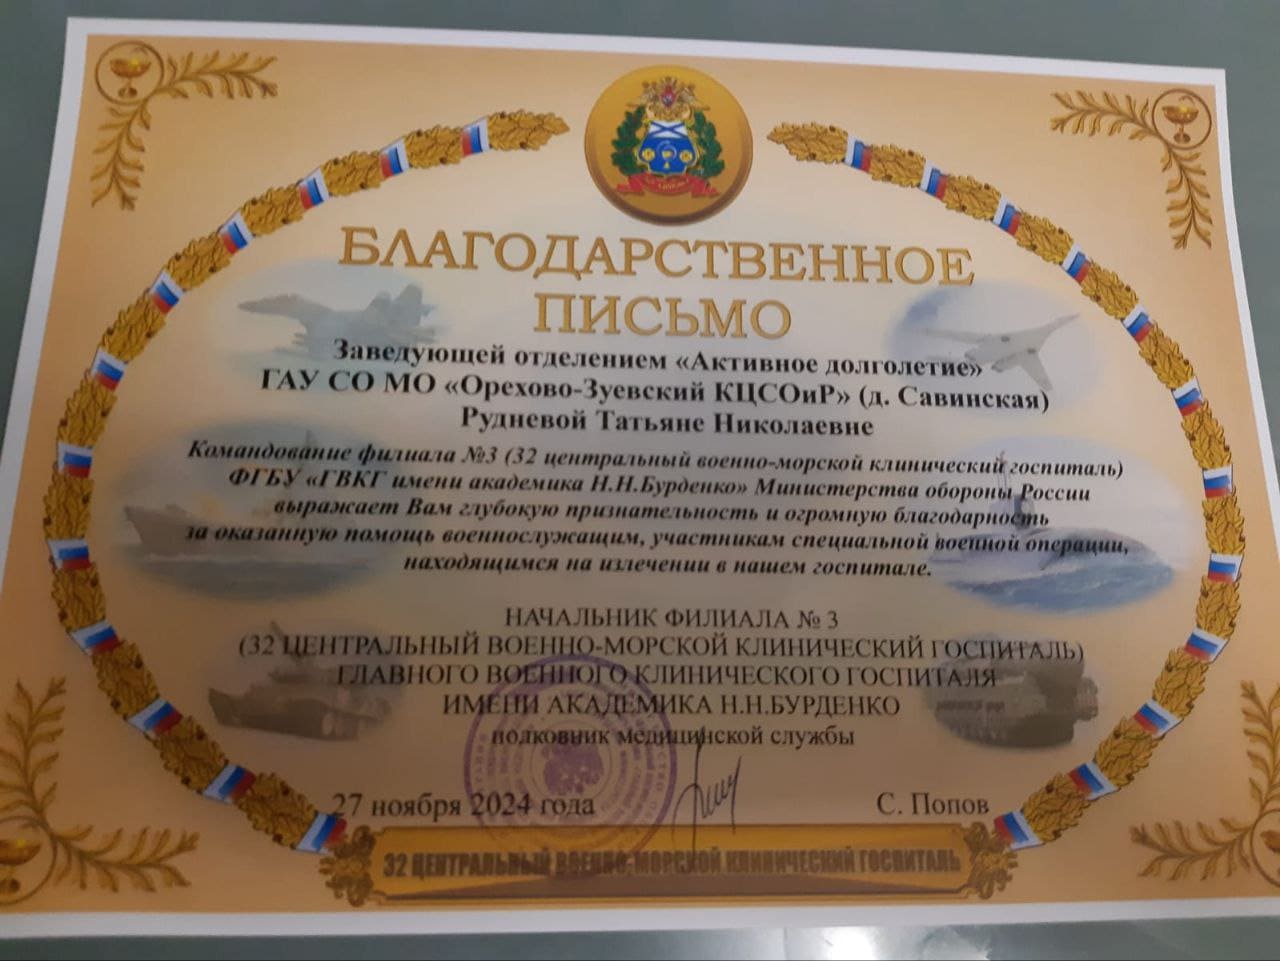 БЛАГОДАРСТВЕННОЕ
ПИСЬМО
Заведующей отделением «Активное долголетие»
ГАУ СО МО «Орехово-Зуевский КЦСОиР» (д. Савинская)
Рудневой Татьяне Николаевне
Командование филиала №3 (32 центральный военно-морской клинический госпиталь)
ФГБУ «ГВКГ имени академика Н.Н.Бурденко» Министерства обороны России
выражает Вам глубокую признательность и огромную благодарность
за оказанную помощь военнослужащим, участникам специальной военной операции,
находящимся на излечении в нашем госпитале.
НАЧАЛЬНИК ФИЛИАЛА № 3
(32 ЦЕНТРАЛЬНЫЙ ВОЕННО-МОРСКОЙ КЛИНИЧЕСКИЙ ГОСПИТАЛЬ)
ГЛАВНОГО ВОЕННОГО КЛИНИЧЕСКОГО ГОСПИТАЛЯ
ИМЕНИ АКАДЕМИКА Н.Н.БУРДЕНКО
полковник медицинской службы
27 ноября 2024 года С. Попов
32 ЦЕНТРАЛЬНЫЙ ВОЕННО-МОРСКОЙ КЛИНИЧЕСКИЙ ГОСПИТАЛЬ